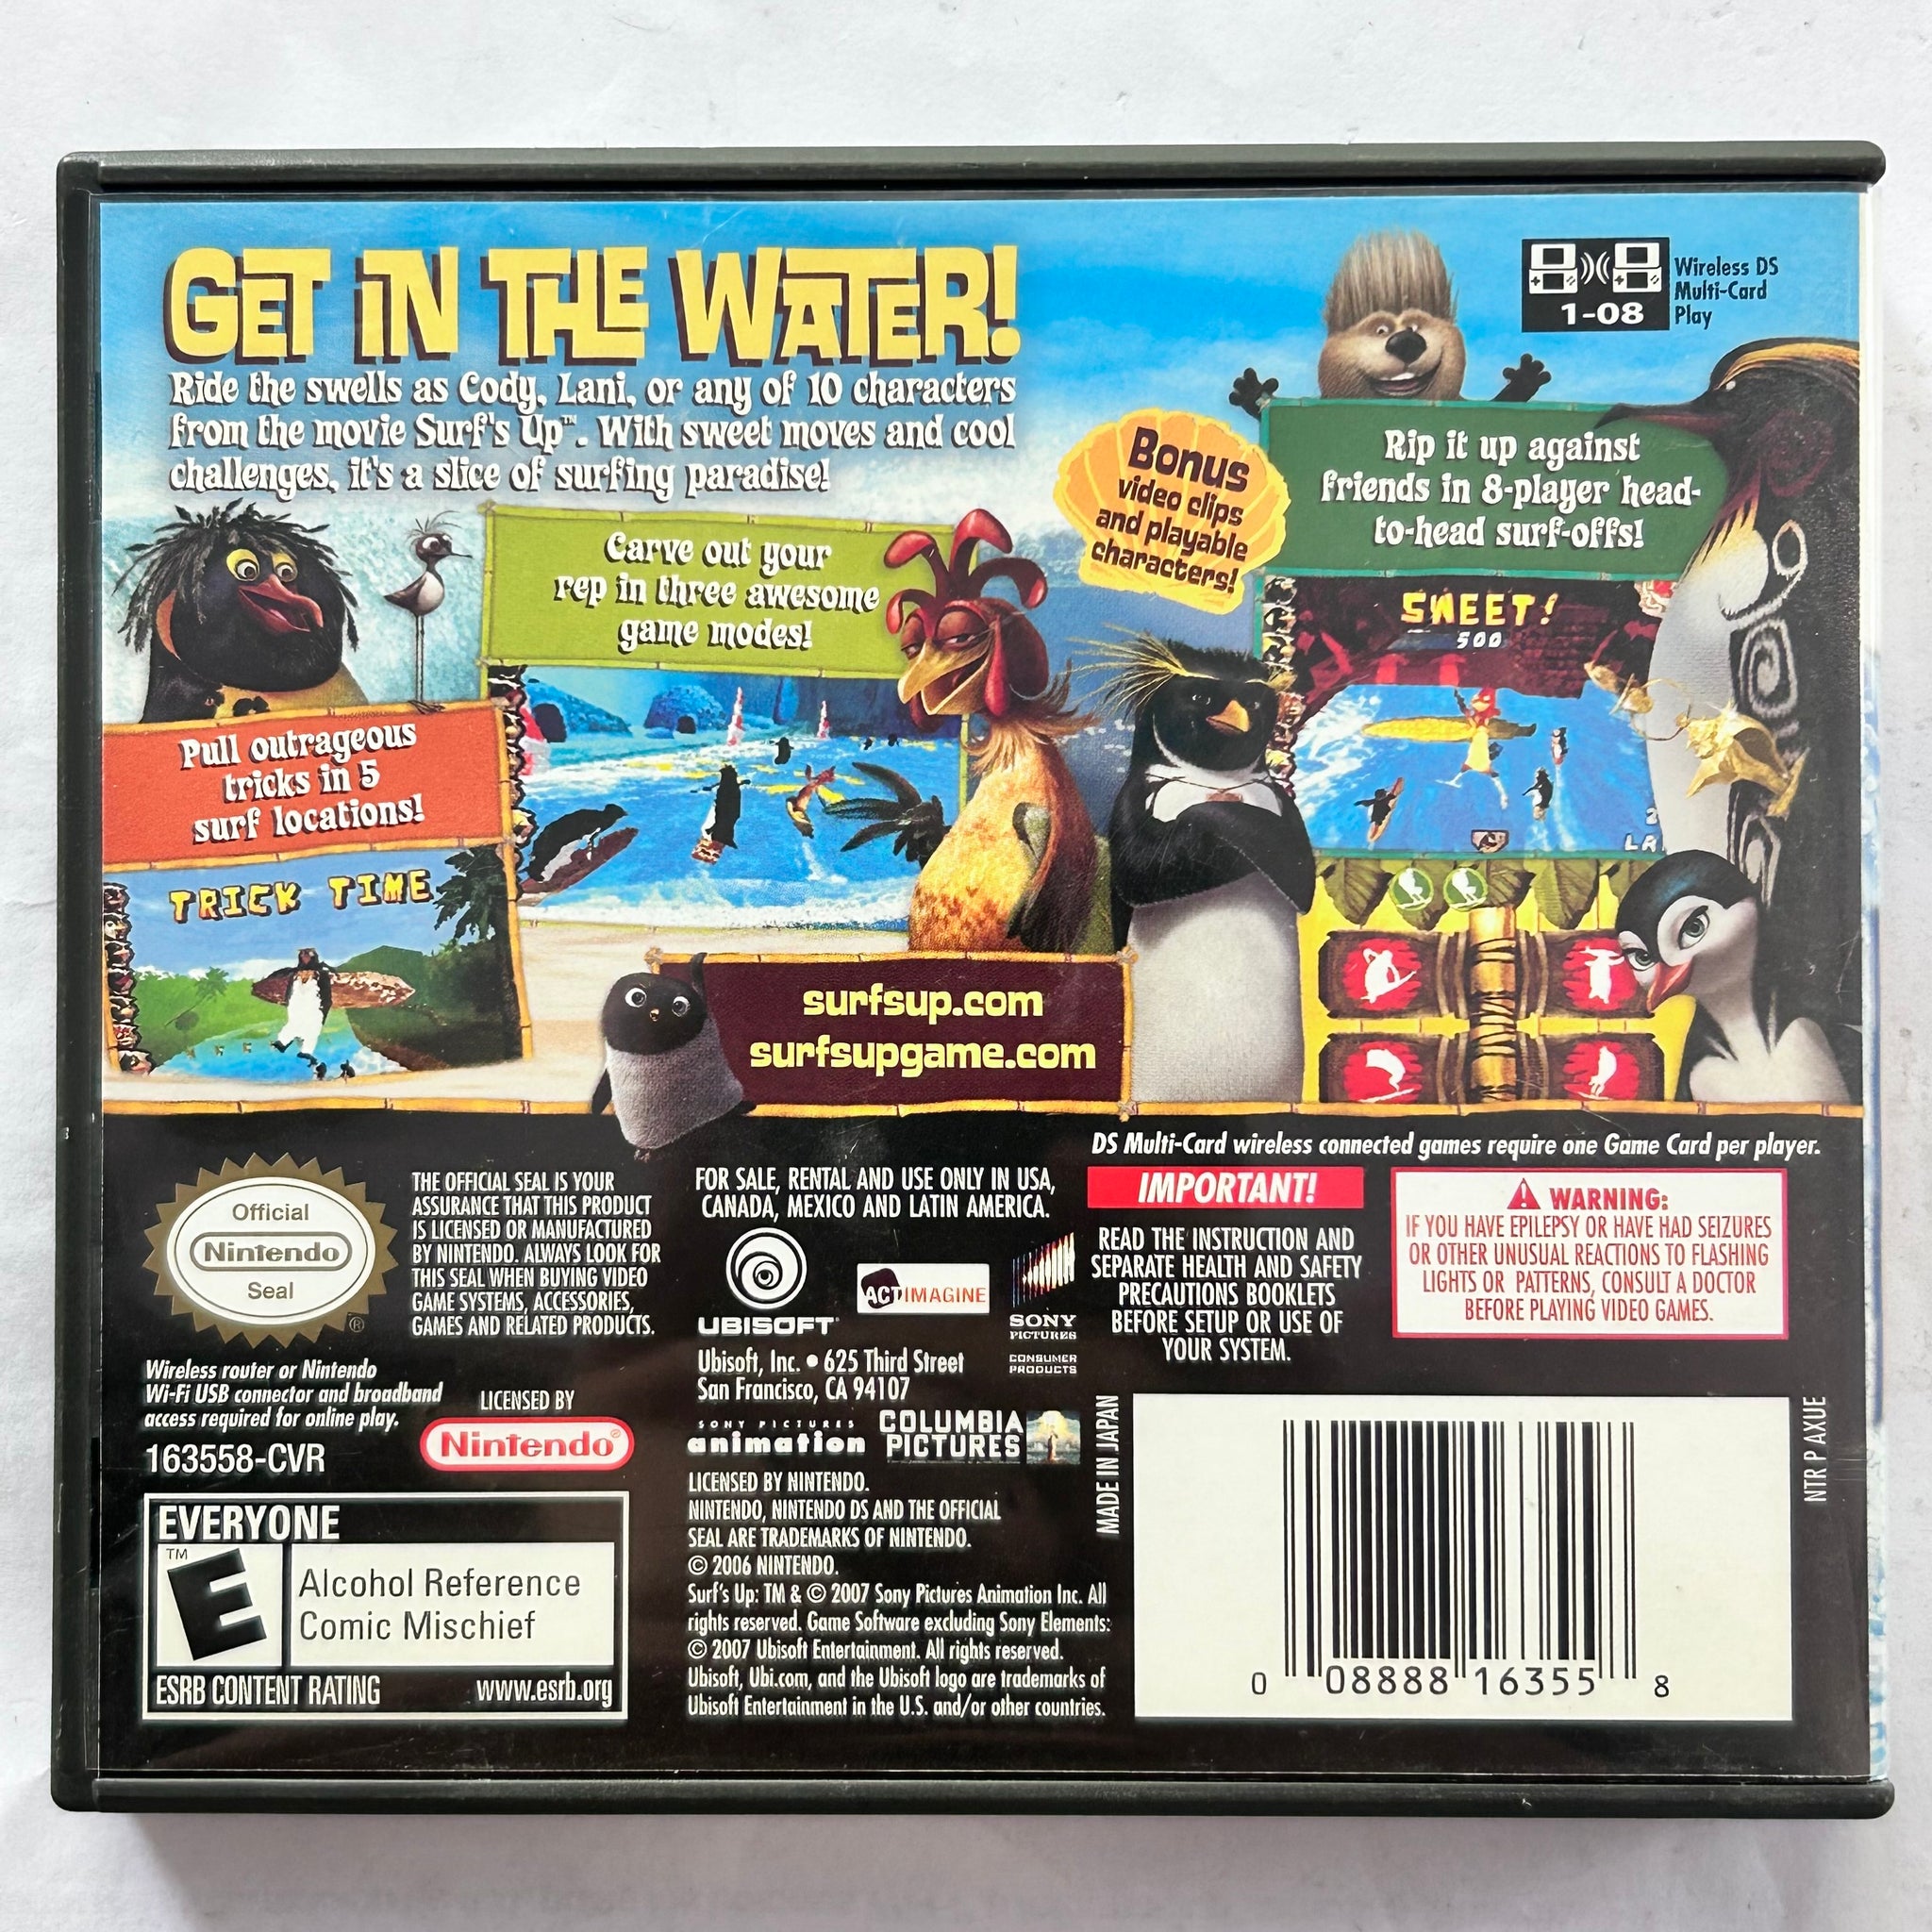 GET IN THE WATER!
Ride the swells as Cody, Lani, or any of 10 characters
from the movie Surf's Up™. With sweet moves and cool
challenges, it's a slice of surfing paradise!
1-08
Wireless DS
Multi-Card
Play
Bonus
video clips
and playable
characters!
Rip it up against
friends in 8-player head-
to-head surf-offs!
Carve out your
rep in three awesome
game modes!
SWEET!
500
Pull outrageous
tricks in 5
surf locations!
TRICK TIME
surfsup.com
surfsupgame.com
DS Multi-Card wireless connected games require one Game Card per player.
Official
Nintendo
Seal
®
THE OFFICIAL SEAL IS YOUR
ASSURANCE THAT THIS PRODUCT
IS LICENSED OR MANUFACTURED
BY NINTENDO. ALWAYS LOOK FOR
THIS SEAL WHEN BUYING VIDEO
GAME SYSTEMS, ACCESSORIES,
GAMES AND RELATED PRODUCTS.
Wireless router or Nintendo
Wi-Fi USB connector and broadband
access required for online play.
163558-CVR
LICENSED BY
Nintendo®
EVERYONE
™
E
Alcohol Reference
Comic Mischief
ESRB CONTENT RATING www.esrb.org
FOR SALE, RENTAL AND USE ONLY IN USA,
CANADA, MEXICO AND LATIN AMERICA.
UBISOFT
ACTIMAGINE
SONY
PICTURES
CONSUMER
PRODUCTS
Ubisoft, Inc. • 625 Third Street
San Francisco, CA 94107
SONY PICTURES
animation
COLUMBIA
PICTURES
LICENSED BY NINTENDO.
NINTENDO, NINTENDO DS AND THE OFFICIAL
SEAL ARE TRADEMARKS OF NINTENDO.
© 2006 NINTENDO.
Surf's Up: TM & © 2007 Sony Pictures Animation Inc. All
rights reserved. Game Software excluding Sony Elements:
© 2007 Ubisoft Entertainment. All rights reserved.
Ubisoft, Ubi.com, and the Ubisoft logo are trademarks of
Ubisoft Entertainment in the U.S. and/or other countries.
IMPORTANT!
READ THE INSTRUCTION AND
SEPARATE HEALTH AND SAFETY
PRECAUTIONS BOOKLETS
BEFORE SETUP OR USE OF
YOUR SYSTEM.
WARNING:
IF YOU HAVE EPILEPSY OR HAVE HAD SEIZURES
OR OTHER UNUSUAL REACTIONS TO FLASHING
LIGHTS OR PATTERNS, CONSULT A DOCTOR
BEFORE PLAYING VIDEO GAMES.
MADE IN JAPAN
NTR P AXUE
0 08888 16355 8